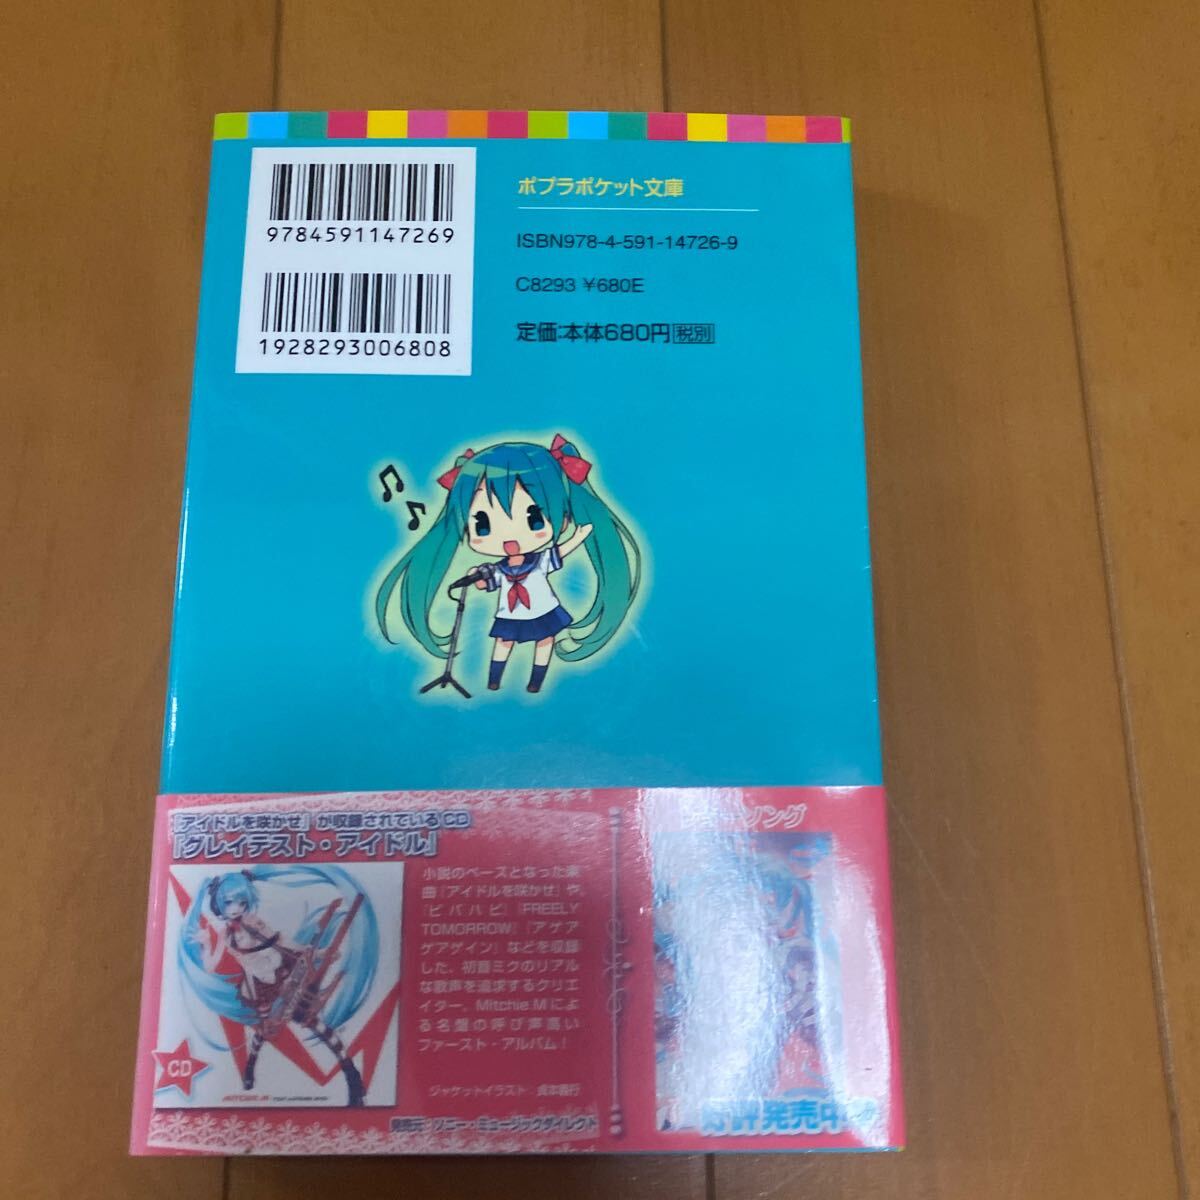 9784591147269
1928293006808
ポプラポケット文庫
ISBN978-4-591-14726-9
C8293 ¥680E
定価:本体680円 税別
『アイドルを咲かせ』が収録されているCD
『グレイテスト・アイドル』
小説のベースとなった楽
曲『アイドルを咲かせ』や、
『ビバハピ』『FREELY
TOMORROW』『アゲア
ゲアゲイン』などを収録
した、初音ミクのリアル
な歌声を追求するクリエ
イター、Mitchie Mによ
る名盤の呼び声高い
ファースト・アルバム!
CD
MITCHIE M
ジャケットイラスト 貞本義行
発売元 ソニー・ミュージックダイレクト
ソング
好評発売中